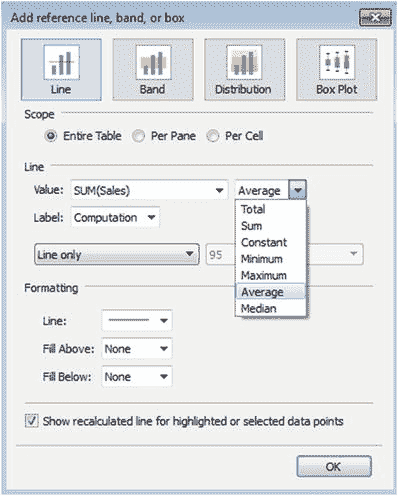 Add reference line, band, or box
Line Band Distribution Box Plot
Scope
Entire Table Per Pane Per Cell
Line
Value: SUM(Sales) Average
Label: Computation
Line only 95
Total
Sum
Constant
Minimum
Maximum
Average
Median
Formatting
Line:
Fill Above: None
Fill Below: None
Show recalculated line for highlighted or selected data points
OK